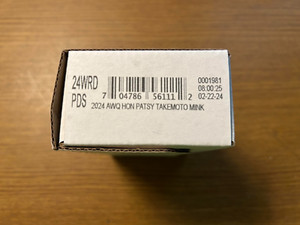 24WRD
PDS
7 04786 56111 2
0001981
08:00:25
02-22-24
2024 AWQ HON PATSY TAKEMOTO MINK